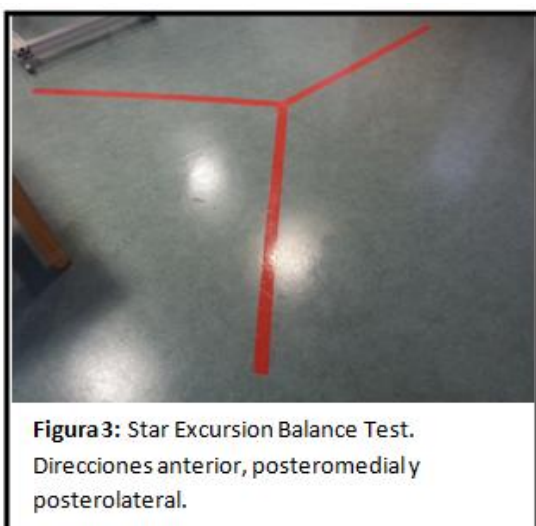 Figura 3: Star Excursion Balance Test.
Direcciones anterior, posteromedial y
posterolateral.